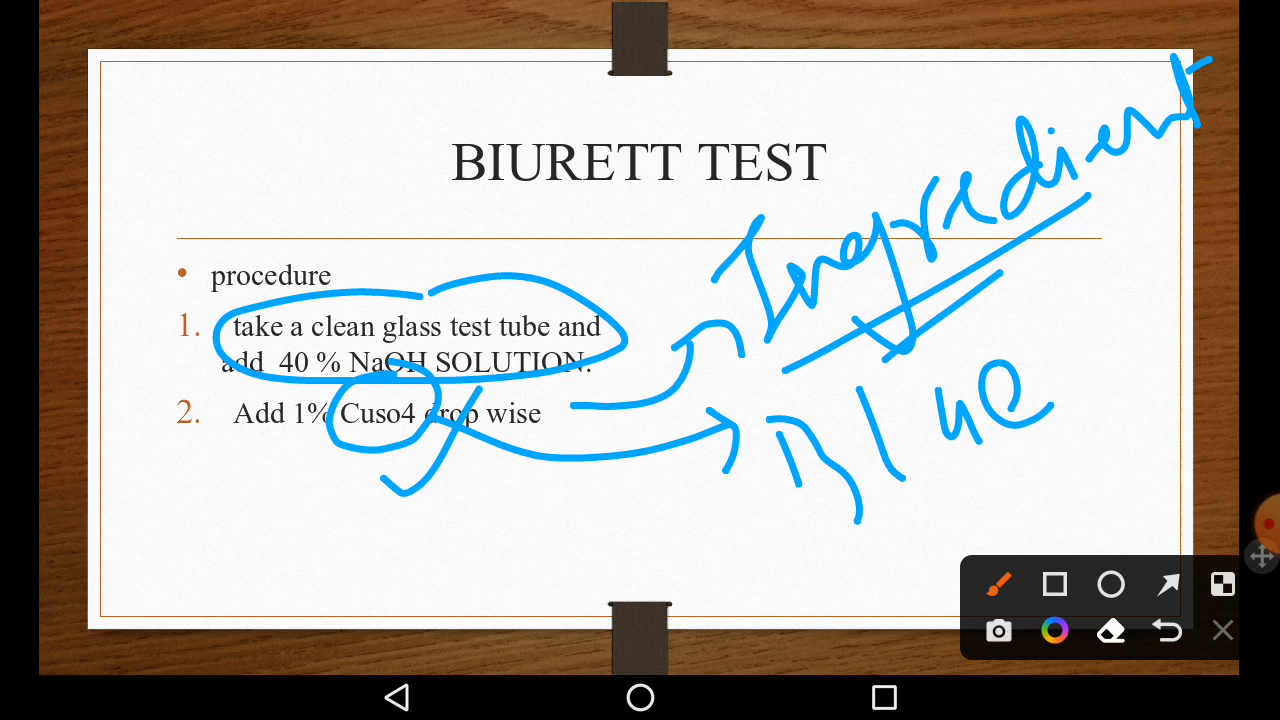 BIURETT TEST
procedure
1. take a clean glass test tube and
add 40 % NaOH SOLUTION.
2. Add 1% Cuso4 drop wise
Ingredient
Blue